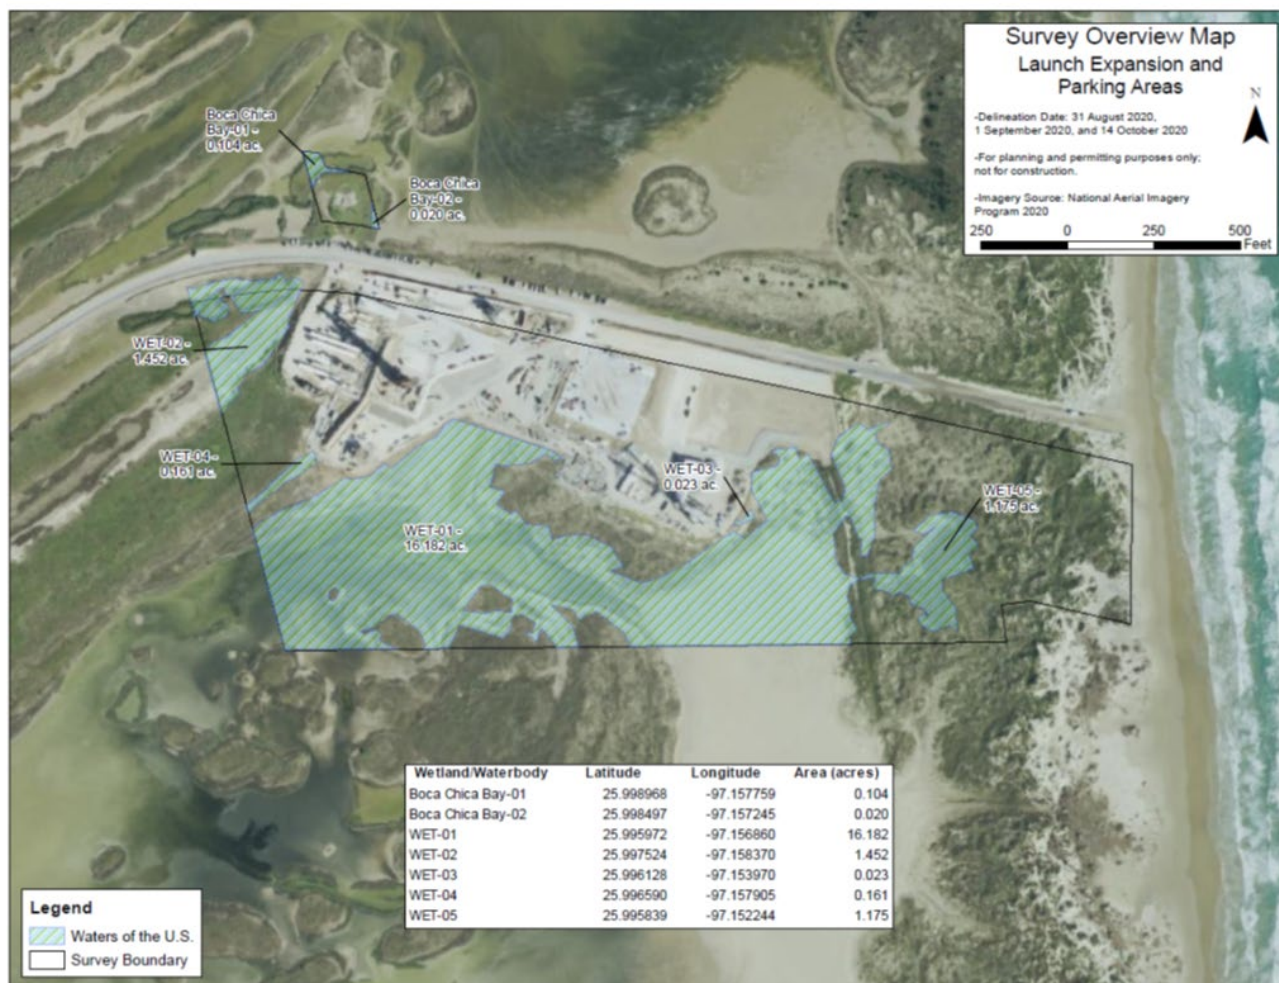 Survey Overview Map
Launch Expansion and
Parking Areas
-Delineation Date: 31 August 2020,
1 September 2020, and 14 October 2020
-For planning and permitting purposes only;
not for construction.
-Imagery Source: National Aerial Imagery
Program 2020
N
250 0 250 500
Feet
Boca Chica
Bay-01 -
0.104 ac.
Boca Chica
Bay-02 -
0.020 ac.
WET-02 -
1.452 ac.
WET-04 -
0.161 ac.
WET-03 -
0.023 ac.
WET-05 -
1.175 ac.
WET-01 -
16.182 ac.
Wetland/Waterbody Latitude Longitude Area (acres)
Boca Chica Bay-01 25.998968 -97.157759 0.104
Boca Chica Bay-02 25.998497 -97.157245 0.020
WET-01 25.995972 -97.156860 16.182
WET-02 25.997524 -97.158370 1.452
WET-03 25.996128 -97.153970 0.023
WET-04 25.996590 -97.157905 0.161
WET-05 25.995839 -97.152244 1.175
Legend
Waters of the U.S.
Survey Boundary